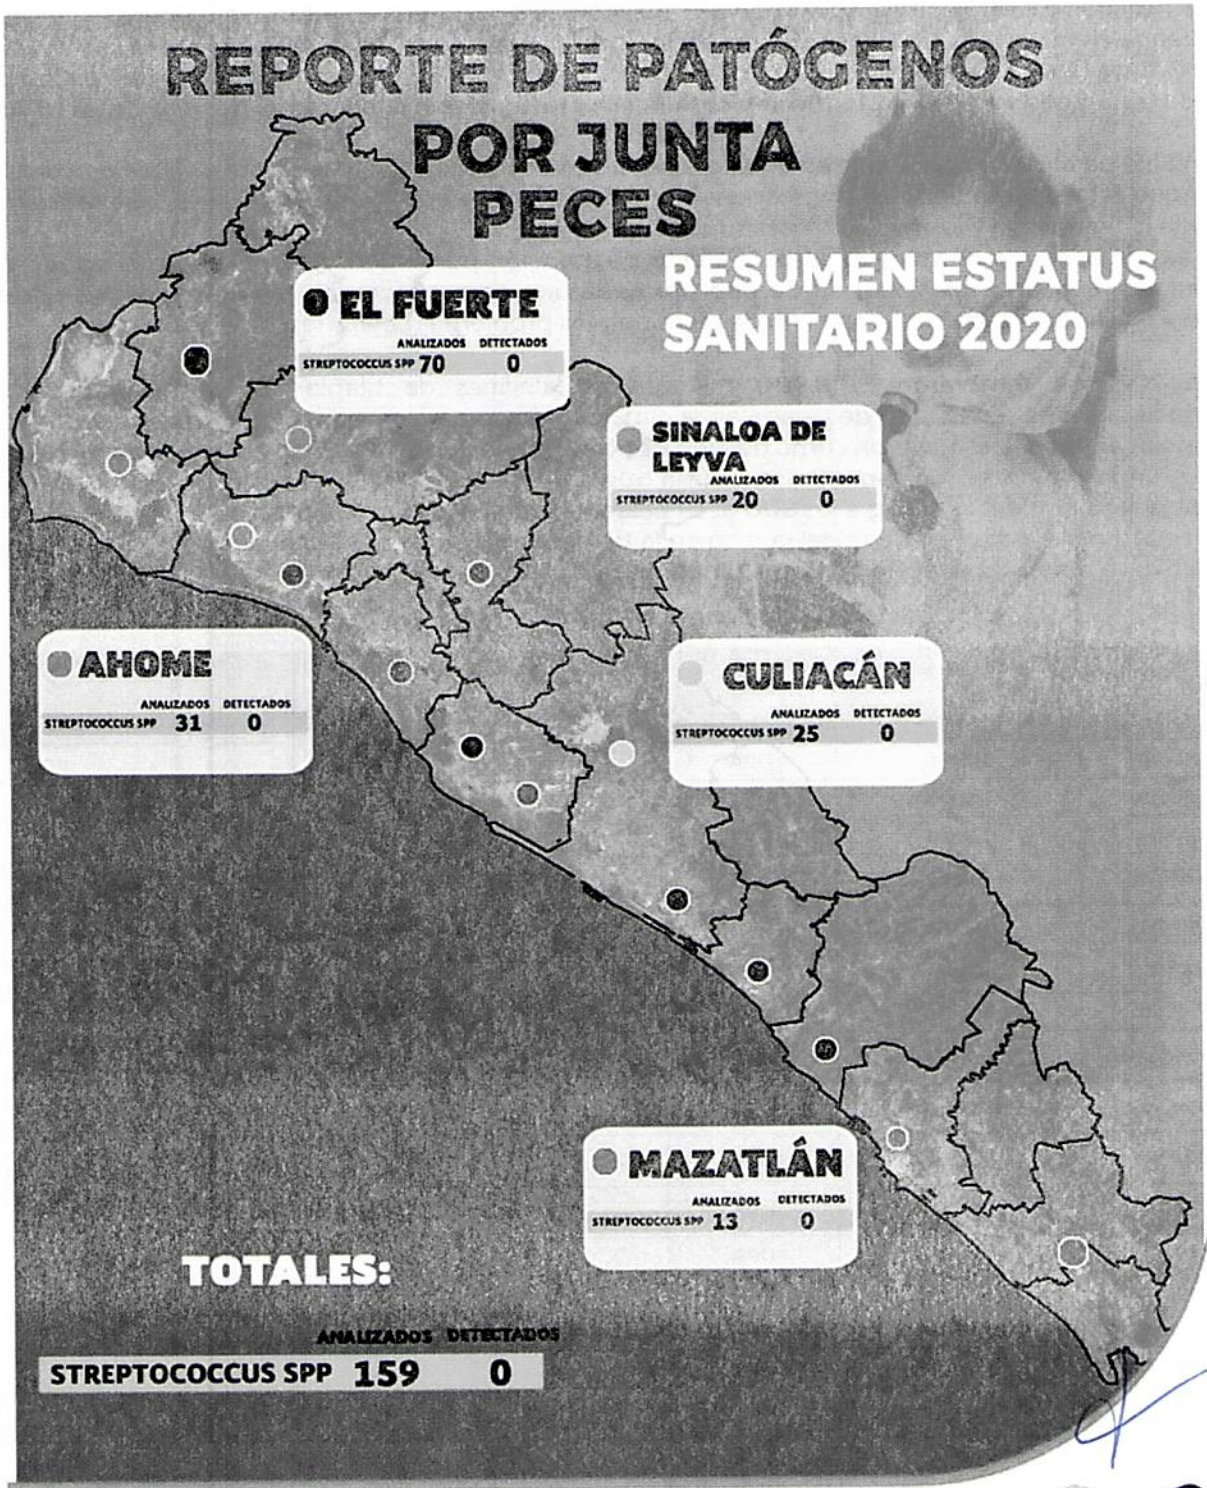 REPORTE DE PATÓGENOS
POR JUNTA
PECES
RESUMEN ESTATUS
SANITARIO 2020
EL FUERTE
ANALIZADOS DETECTADOS
STREPTOCOCCUS SPP 70 0
SINALOA DE
LEYVA
ANALIZADOS DETECTADOS
STREPTOCOCCUS SPP 20 0
AHOME
ANALIZADOS DETECTADOS
STREPTOCOCCUS SPP 31 0
CULIACÁN
ANALIZADOS DETECTADOS
STREPTOCOCCUS SPP 25 0
MAZATLÁN
ANALIZADOS DETECTADOS
STREPTOCOCCUS SPP 13 0
TOTALES:
ANALIZADOS DETECTADOS
STREPTOCOCCUS SPP 159 0